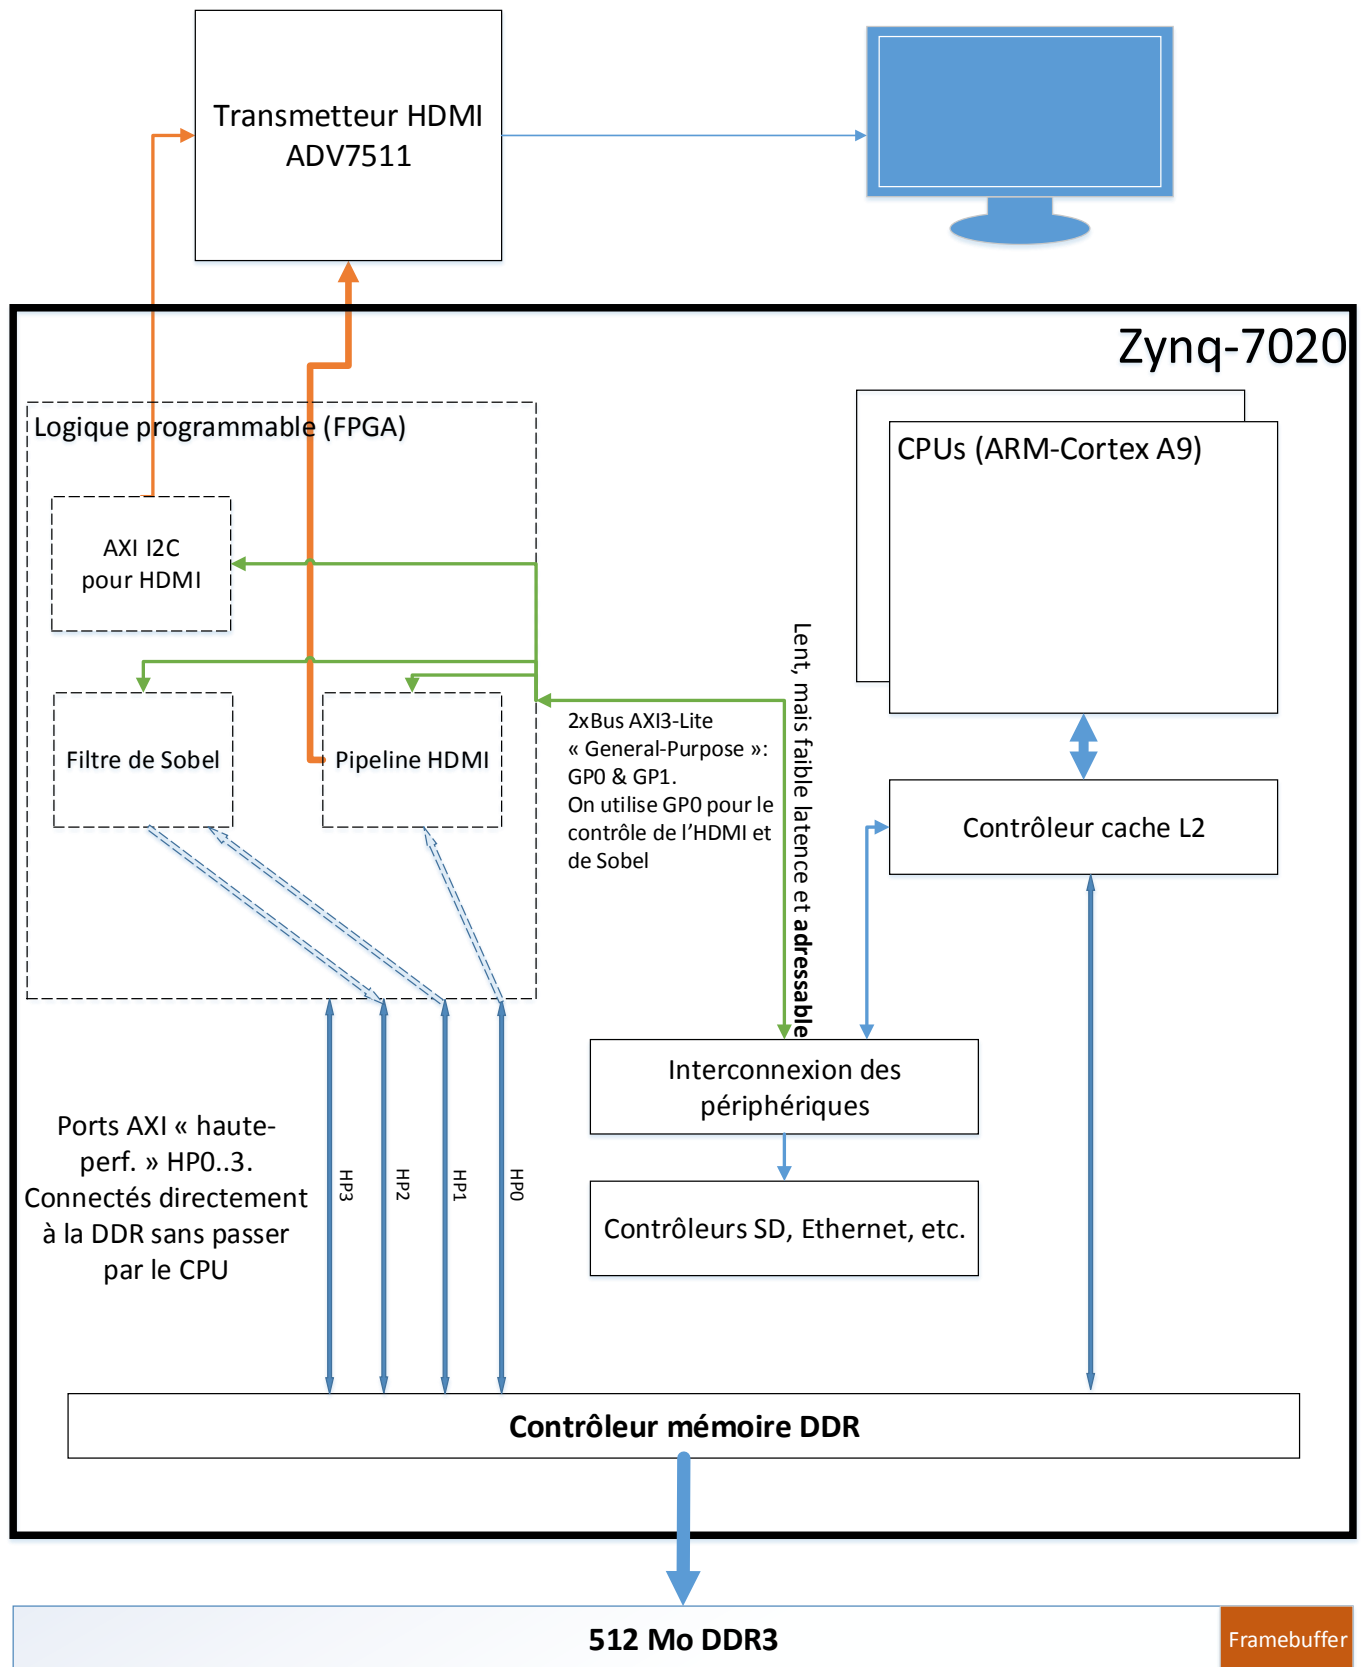 Transmetteur HDMI
ADV7511
Zynq-7020
Logique programmable (FPGA)
CPUs (ARM-Cortex A9)
AXI I2C
pour HDMI
Lent, mais faible latence et adressable
2xBus AXI3-Lite
« General-Purpose »:
GP0 & GP1.
On utilise GP0 pour le
contrôle de l’HDMI et
de Sobel
Filtre de Sobel
Pipeline HDMI
Contrôleur cache L2
Interconnexion des
périphériques
Ports AXI « haute-
perf. » HP0..3.
Connectés directement
à la DDR sans passer
par le CPU
HP3
HP2
HP1
HP0
Contrôleurs SD, Ethernet, etc.
Contrôleur mémoire DDR
512 Mo DDR3
Framebuffer